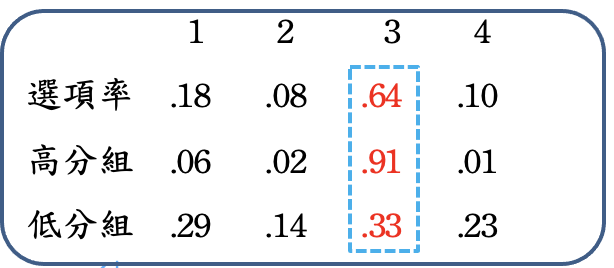 1 2 3 4
選項率 .18 .08 .64 .10
高分組 .06 .02 .91 .01
低分組 .29 .14 .33 .23